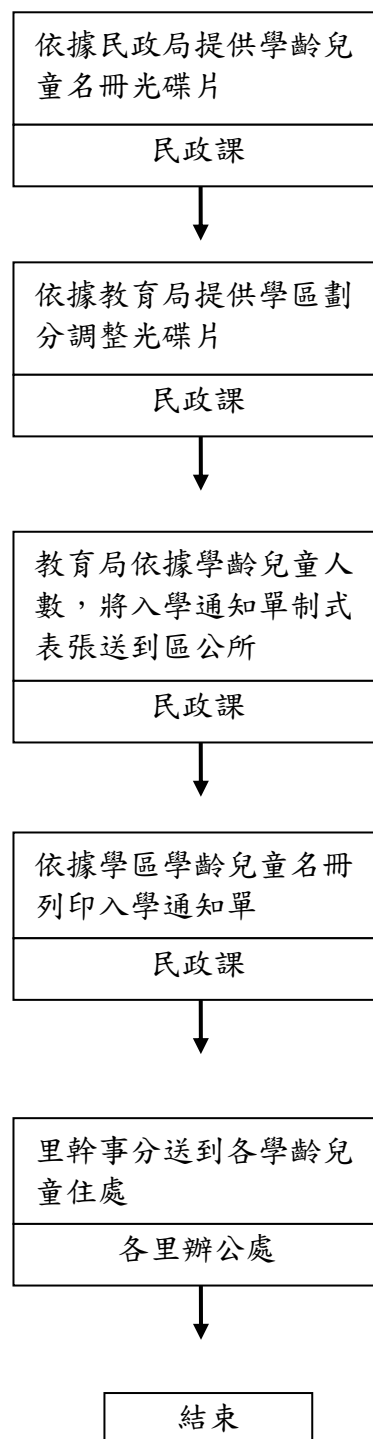 依據民政局提供學齡兒
童名冊光碟片
民政課
依據教育局提供學區劃
分調整光碟片
民政課
教育局依據學齡兒童人
數，將入學通知單制式
表張送到區公所
民政課
依據學區學齡兒童名冊
列印入學通知單
民政課
里幹事分送到各學齡兒
童住處
各里辦公處
結束